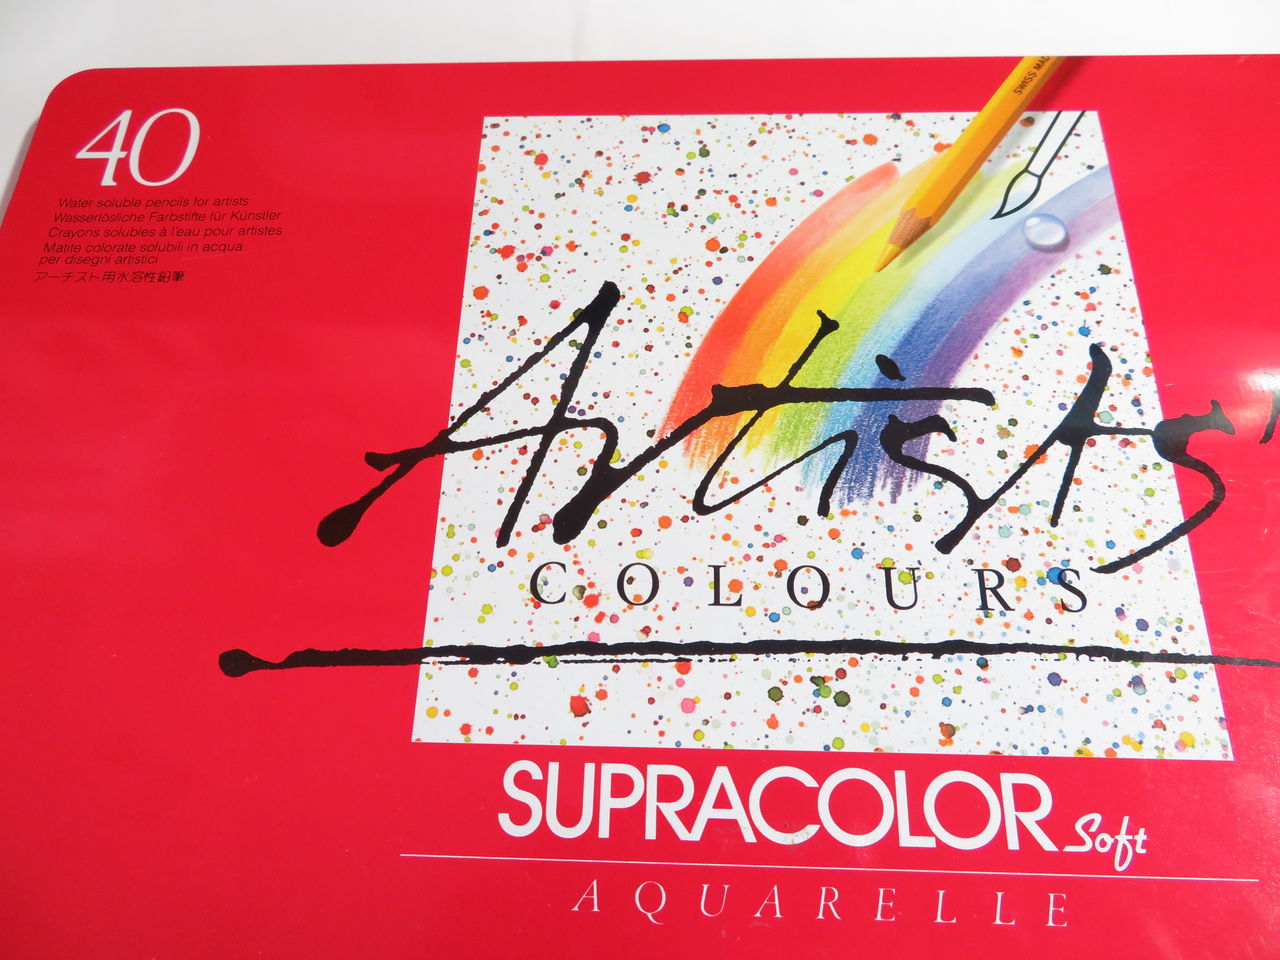 40
Water soluble pencils for artists
Wasserlösliche Farbstifte für Künstler
Crayons solubles à l'eau pour artistes
Matite colorate solubili in acqua
per disegni artistici
アーチスト用水溶性鉛筆
SWISS MAD
Artists'
COLOURS
SUPRACOLOR Soft
AQUARELLE